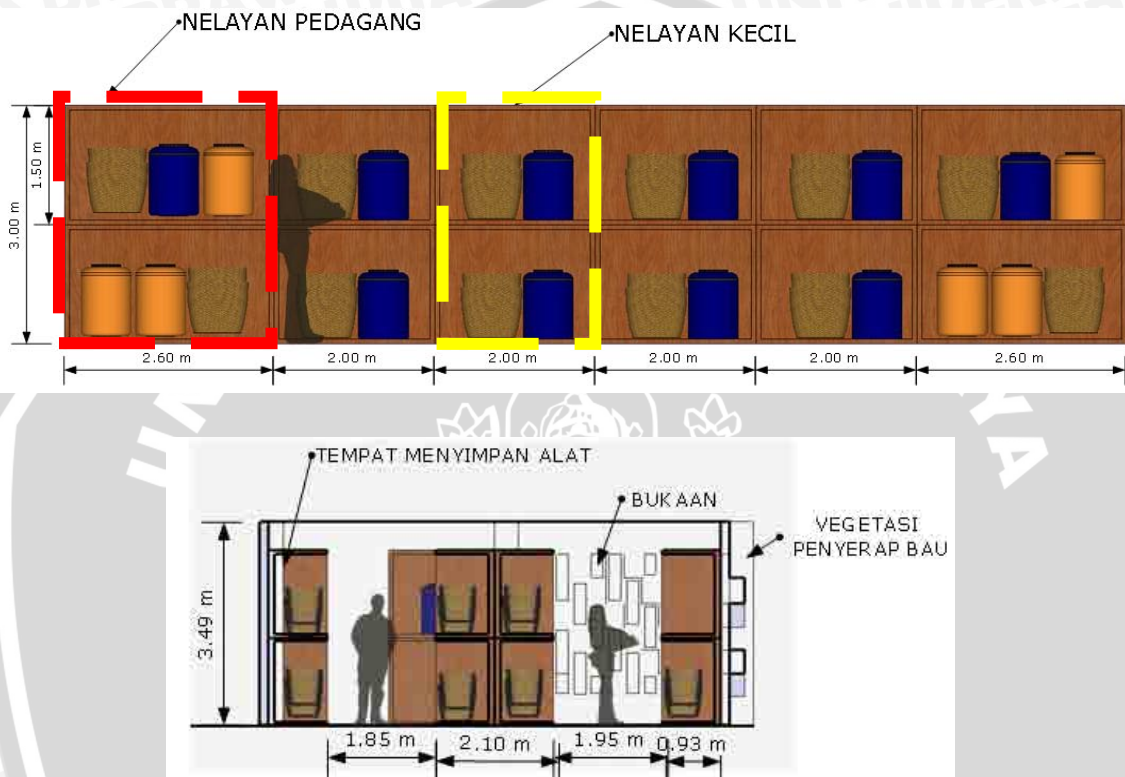 NELAYAN PEDAGANG
NELAYAN KECIL
1.50 m
3.00 m
2.60 m
2.00 m
2.00 m
2.00 m
2.00 m
2.60 m
TEMPAT MENYIMPAN ALAT
BUKAAN
VEGETASI
PENYERAP BAU
3.49 m
1.85 m
2.10 m
1.95 m
0.93 m